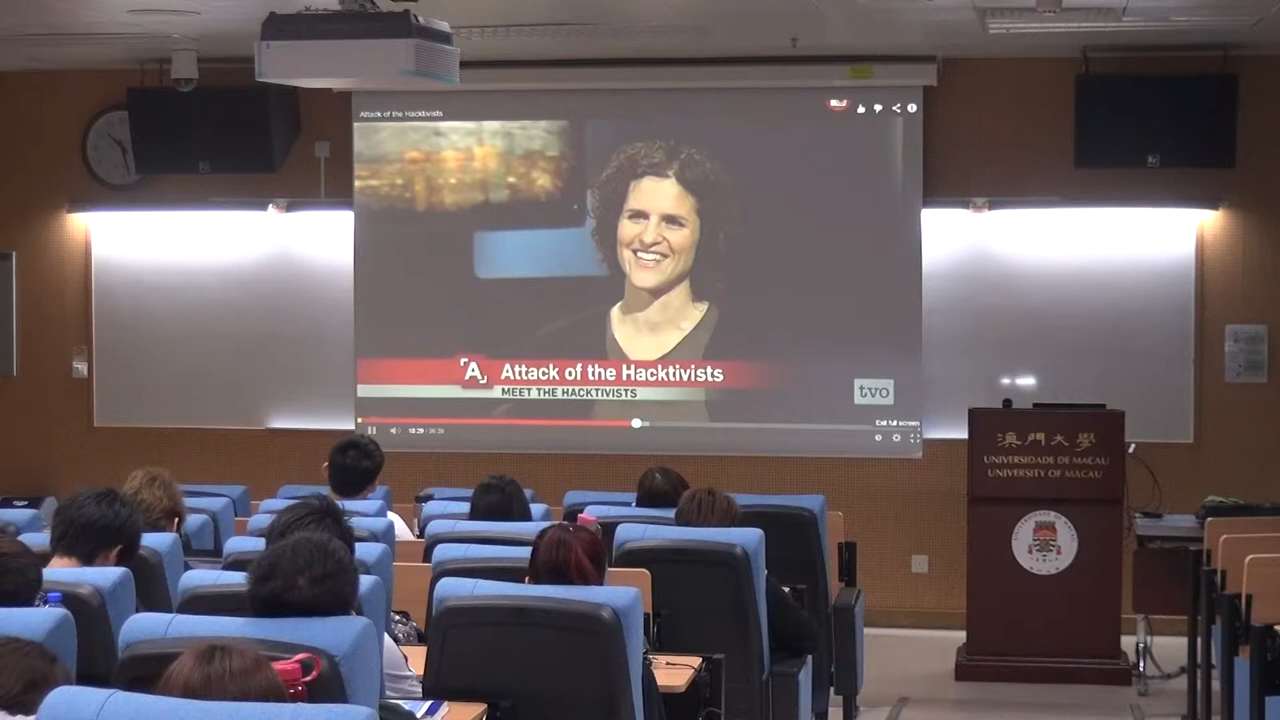 Attack of the Hacktivists
A
Attack of the Hacktivists
MEET THE HACKTIVISTS
tvo
Exit full screen
澳門大學
UNIVERSIDADE DE MACAU
UNIVERSITY OF MACAU